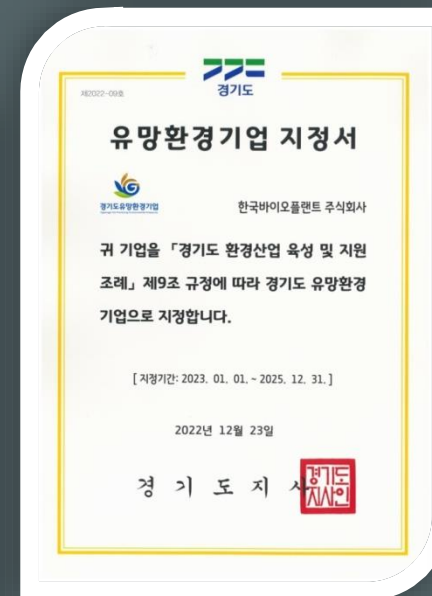 제2022-09호
경기도
유망환경기업 지정서
경기도유망환경기업
한국바이오플랜트 주식회사
귀 기업을 「경기도 환경산업 육성 및 지원
조례」 제9조 규정에 따라 경기도 유망환경
기업으로 지정합니다.
[ 지정기간: 2023. 01. 01. ~ 2025. 12. 31. ]
2022년 12월 23일
경 기 도 지 사
경기도
지사인